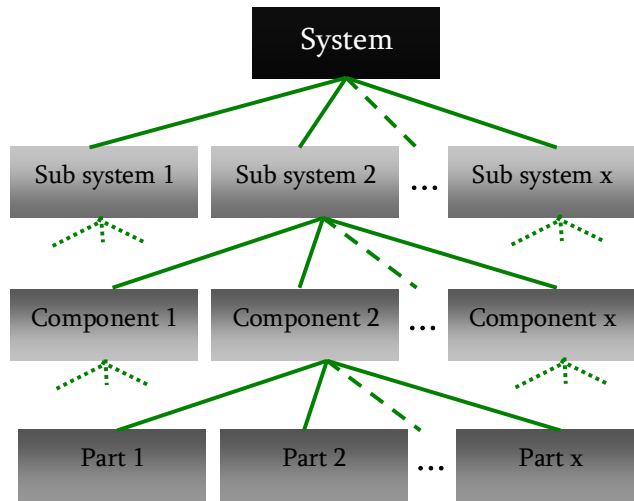 System
Sub system 1 Sub system 2 ... Sub system x
Component 1 Component 2 ... Component x
Part 1 Part 2 ... Part x